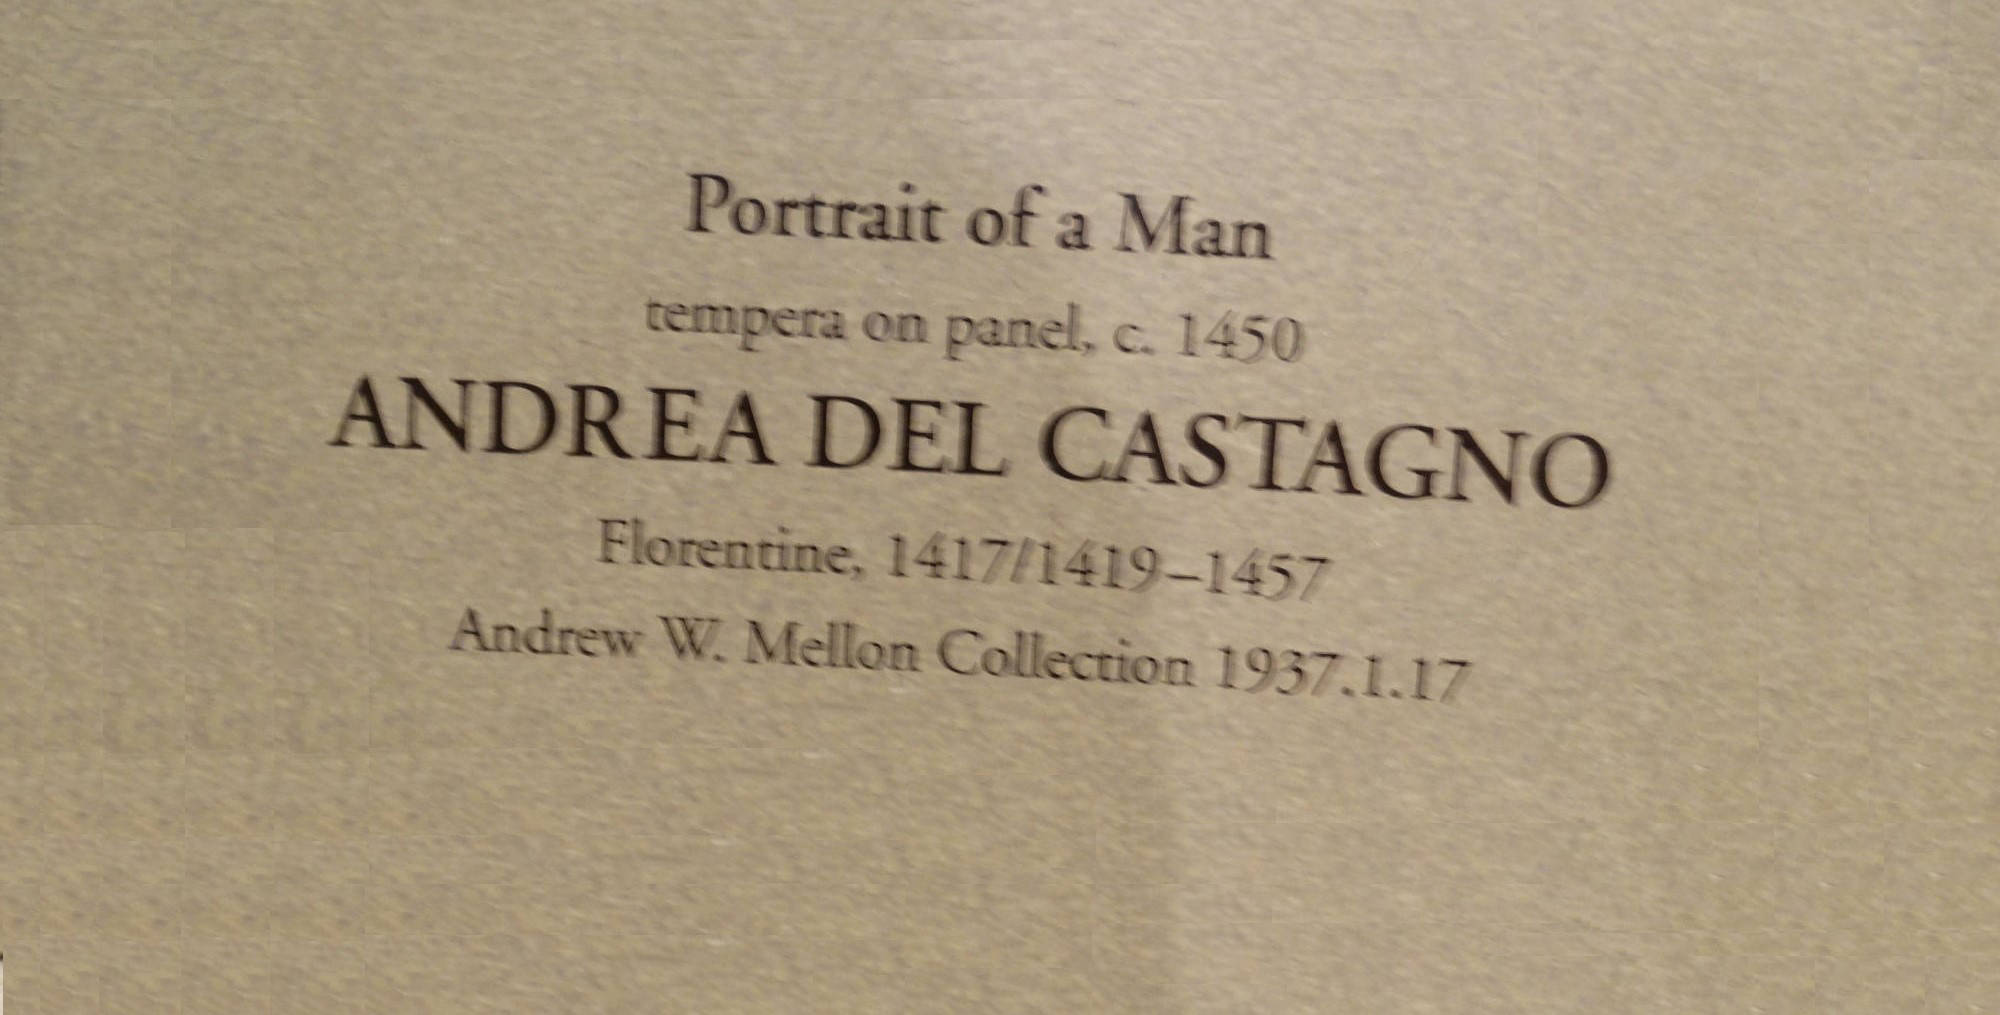 Portrait of a Man
tempera on panel, c. 1450
ANDREA DEL CASTAGNO
Florentine, 1417/1419–1457
Andrew W. Mellon Collection 1937.1.17